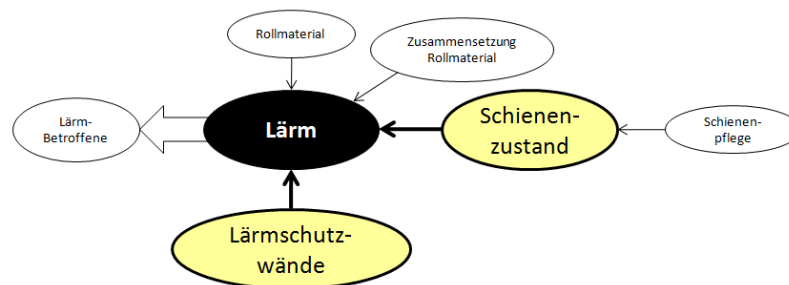 Rollmaterial
Zusammensetzung
Rollmaterial
Lärm-
Betroffene
Lärm
Schienen-
zustand
Schienen-
pflege
Lärmschutz-
wände